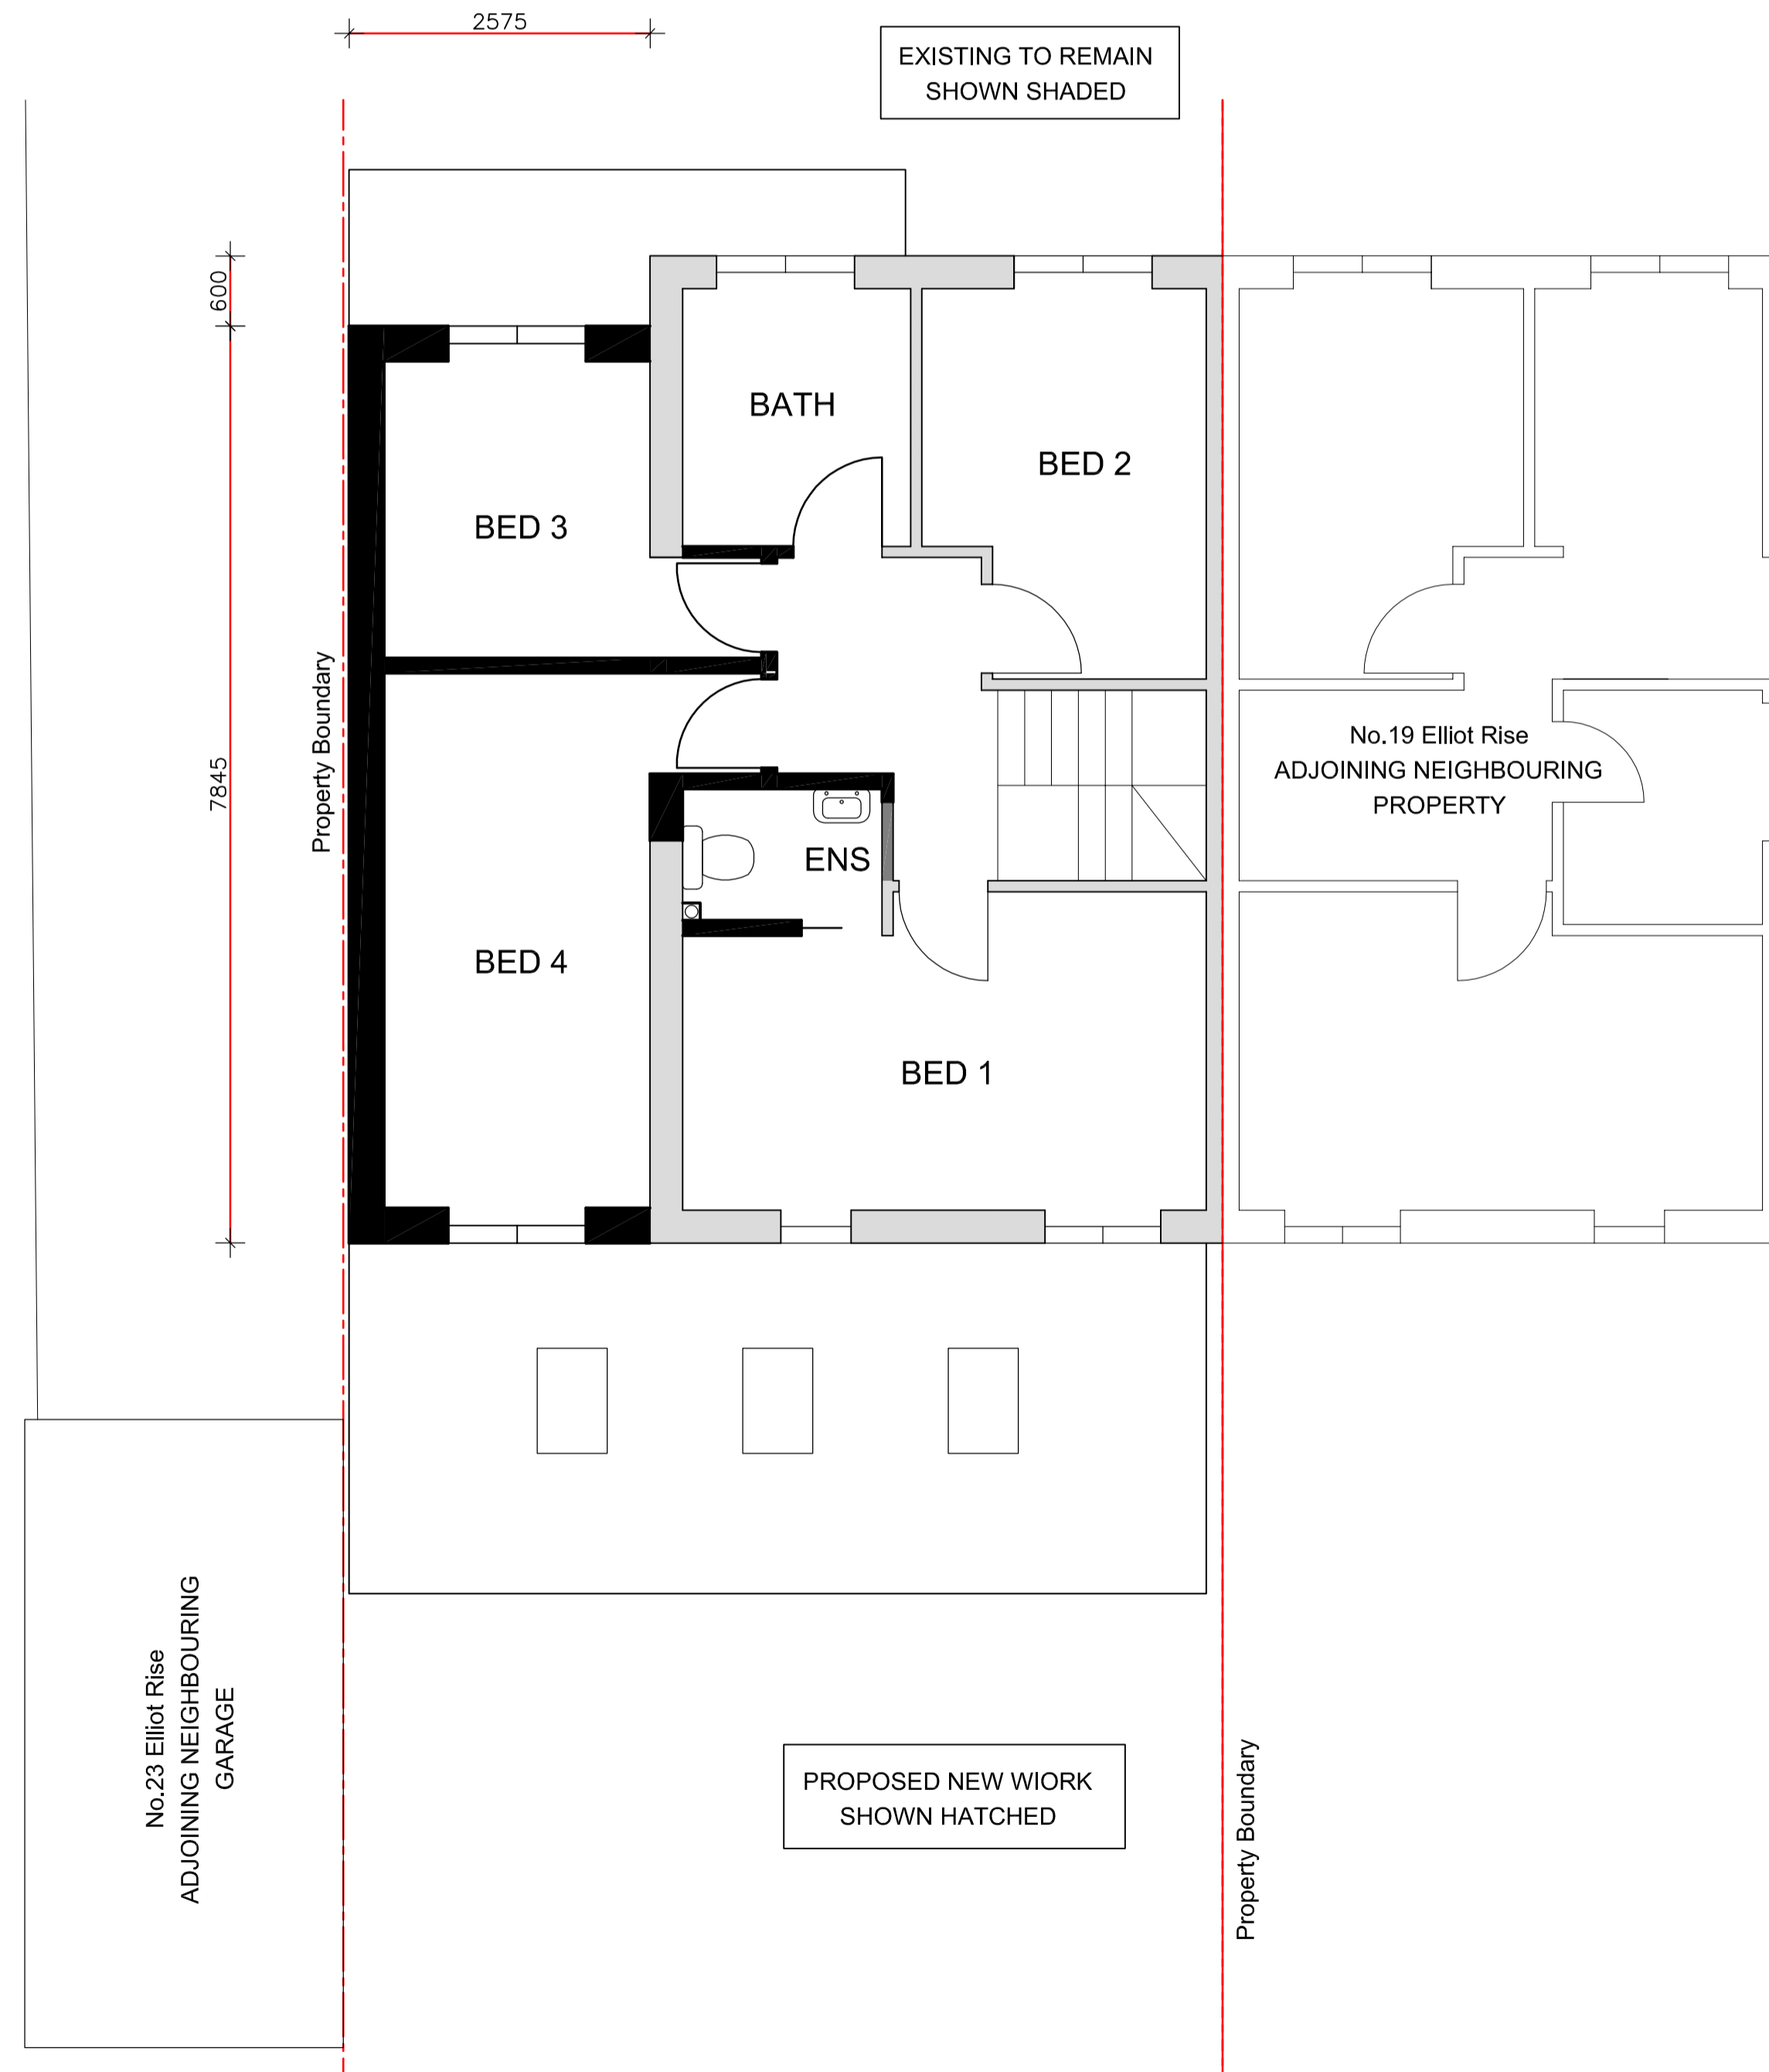 2575
EXISTING TO REMAIN
SHOWN SHADED
600
BATH
BED 2
BED 3
Property Boundary
7845
No.19 Elliot Rise
ADJOINING NEIGHBOURING
PROPERTY
ENS
BED 4
BED 1
No.23 Elliot Rise
ADJOINING NEIGHBOURING
GARAGE
PROPOSED NEW WIORK
SHOWN HATCHED
Property Boundary